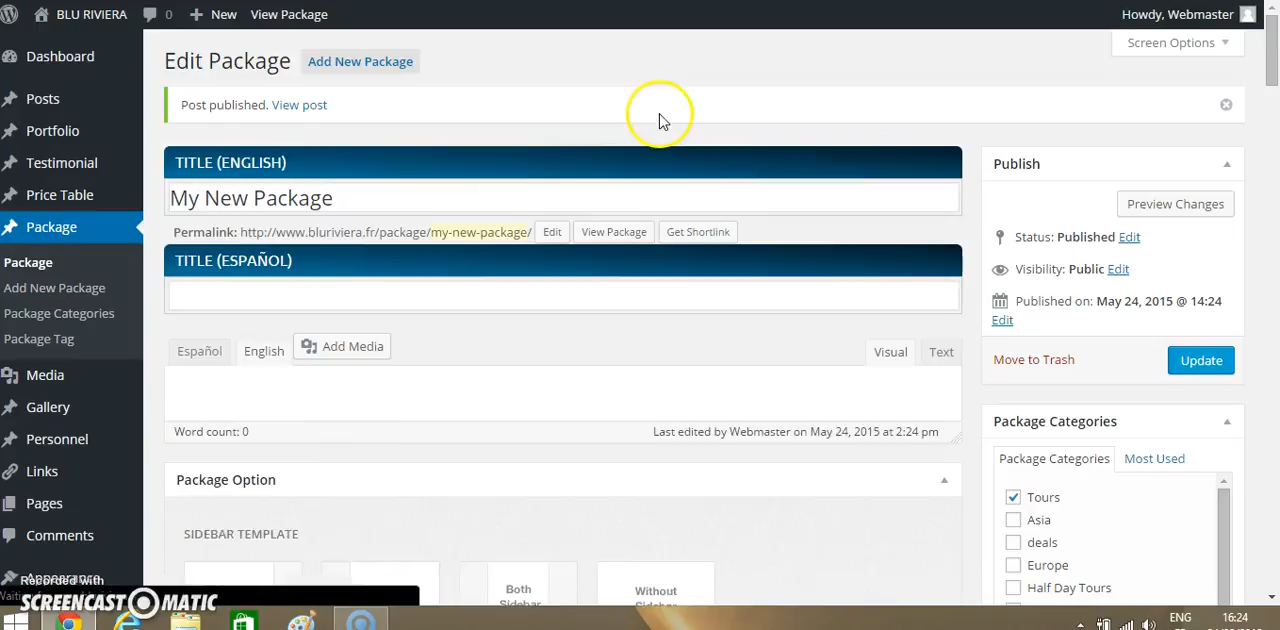 BLU RIVIERA 0 New View Package Howdy, Webmaster
Screen Options
Edit Package Add New Package
Post published. View post
Dashboard
Posts
Portfolio
Testimonial
Price Table
Package
Package
Add New Package
Package Categories
Package Tag
Media
Gallery
Personnel
Links
Pages
Comments
Appearance
TITLE (ENGLISH)
My New Package
Permalink: http://www.bluriviera.fr/package/my-new-package/ Edit View Package Get Shortlink
TITLE (ESPAÑOL)
Español English Add Media Visual Text
Word count: 0 Last edited by Webmaster on May 24, 2015 at 2:24 pm
Package Option
SIDEBAR TEMPLATE
Both
Sidebar
Without
Sidebar
Publish
Preview Changes
Status: Published Edit
Visibility: Public Edit
Published on: May 24, 2015 @ 14:24
Edit
Move to Trash Update
Package Categories
Package Categories Most Used
Tours
Asia
deals
Europe
Half Day Tours
Recorded with
SCREENCAST-O-MATIC
ENG 16:24